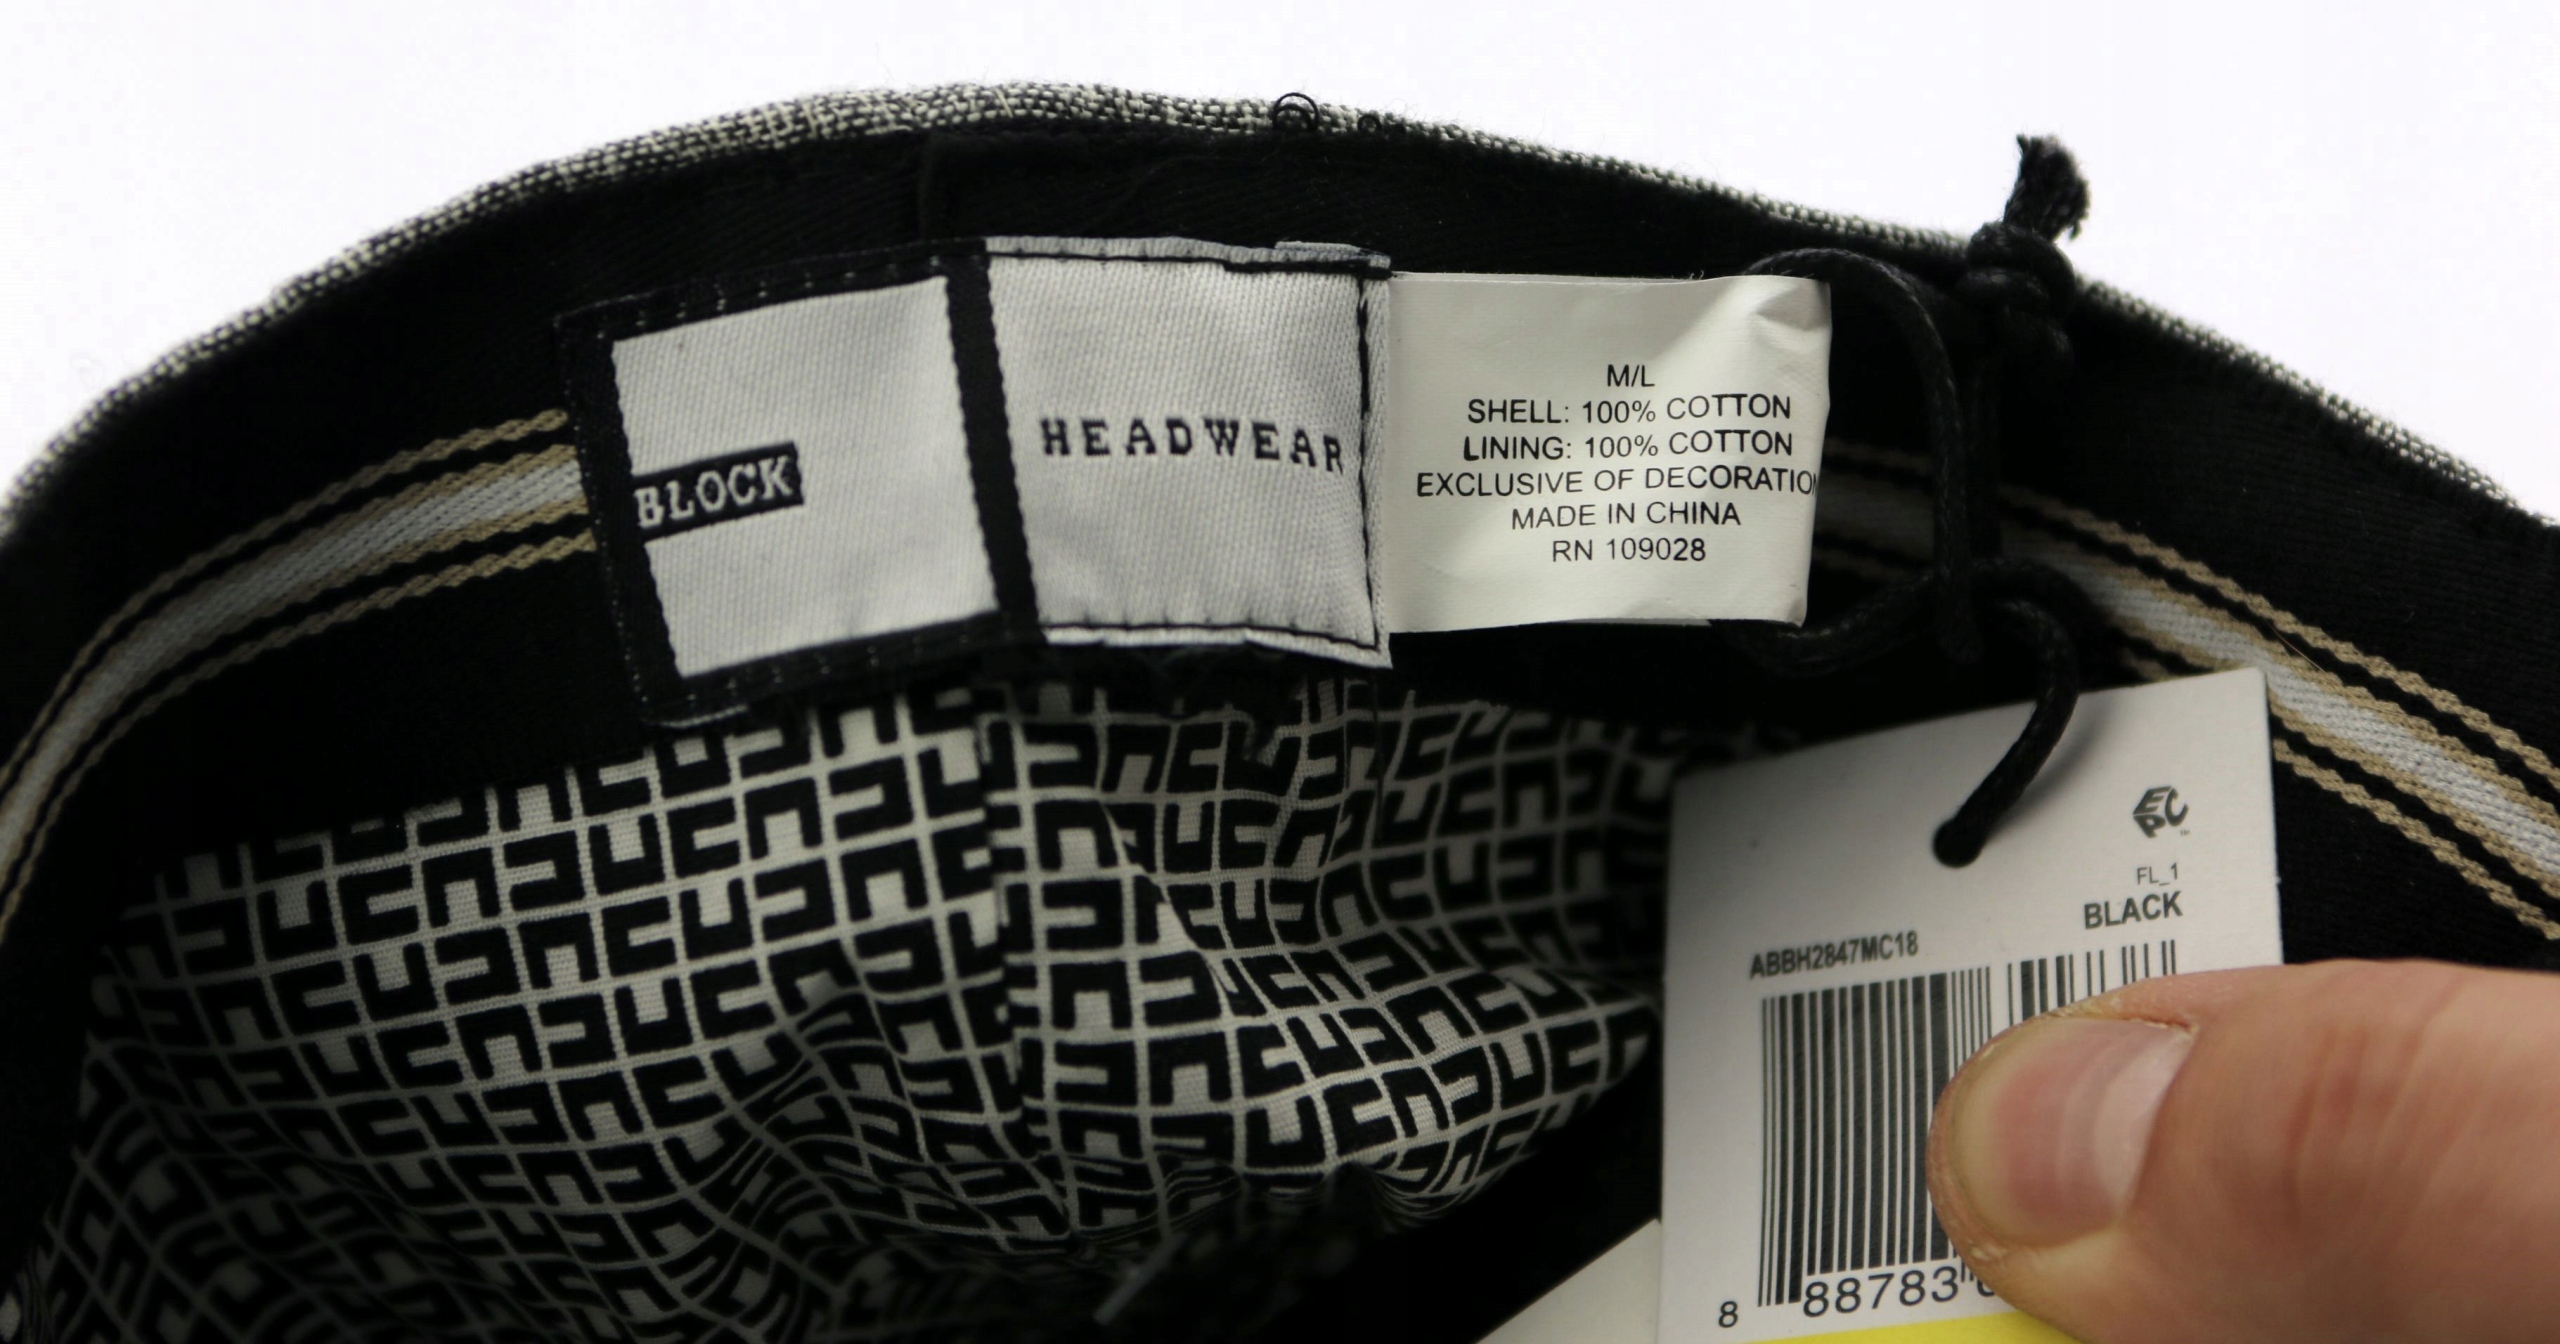 BLOCK
HEADWEAR
M/L
SHELL: 100% COTTON
LINING: 100% COTTON
EXCLUSIVE OF DECORATION
MADE IN CHINA
RN 109028
EPC
FL_1
BLACK
ABBH2847MC18
8 88783